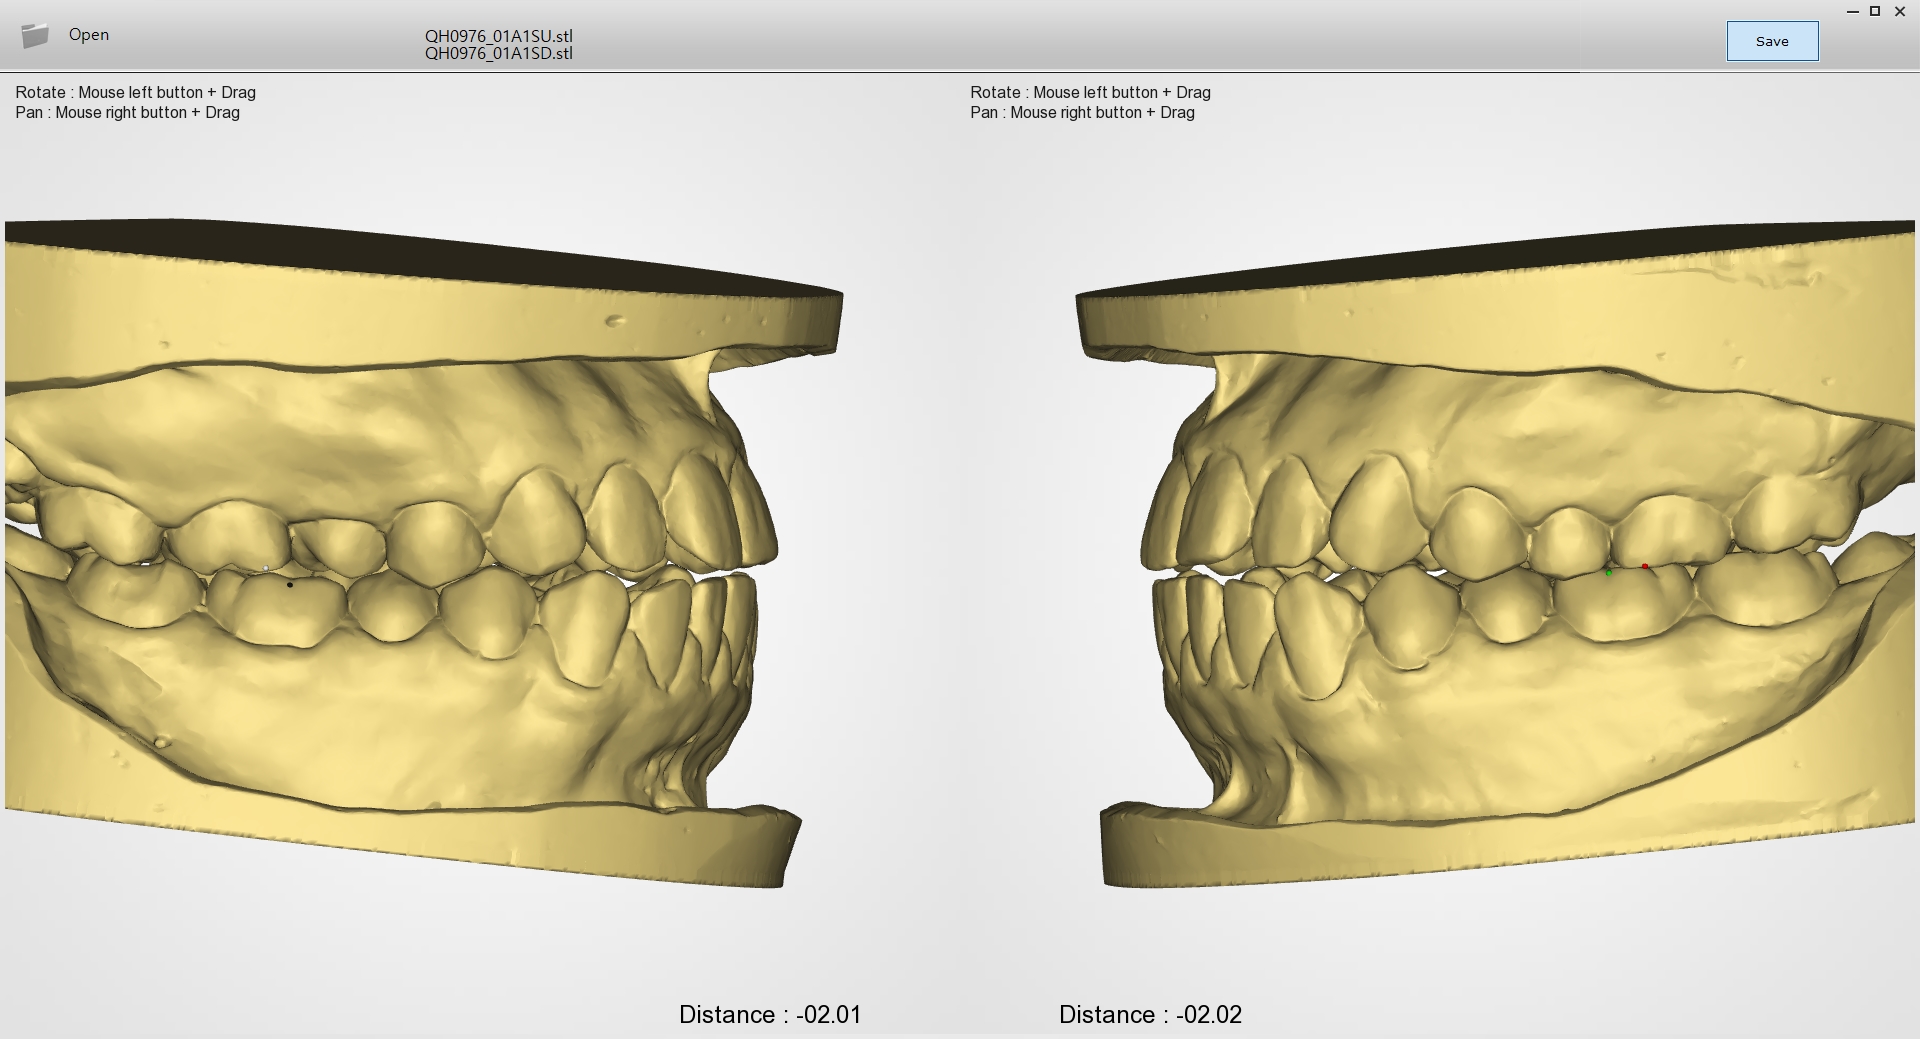 Open
QH0976_01A1SU.stl
QH0976_01A1SD.stl
Save
Rotate : Mouse left button + Drag
Pan : Mouse right button + Drag
Rotate : Mouse left button + Drag
Pan : Mouse right button + Drag
Distance : -02.01
Distance : -02.02